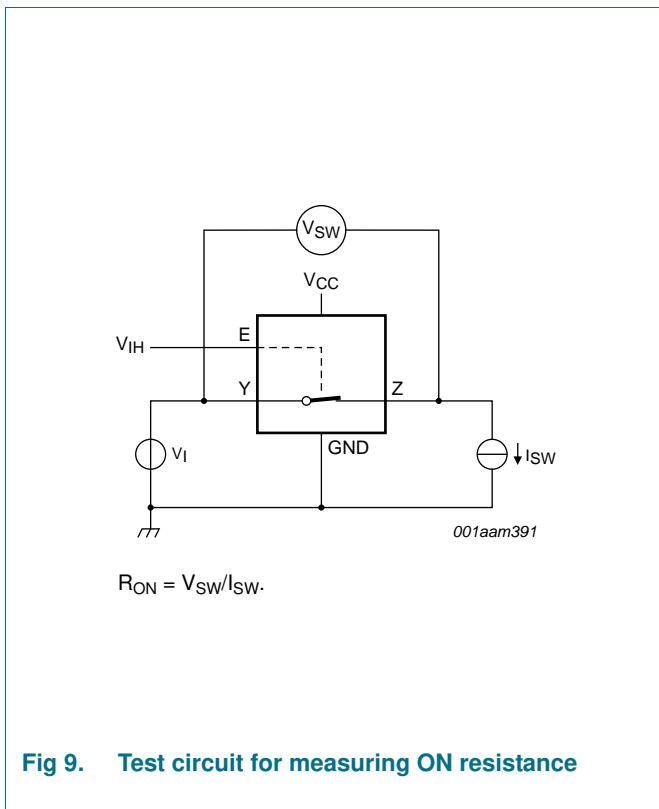 VSW
VCC
VIH
E
Y
Z
GND
VI
ISW
001aam391
RON = VSW/ISW.
Fig 9. Test circuit for measuring ON resistance